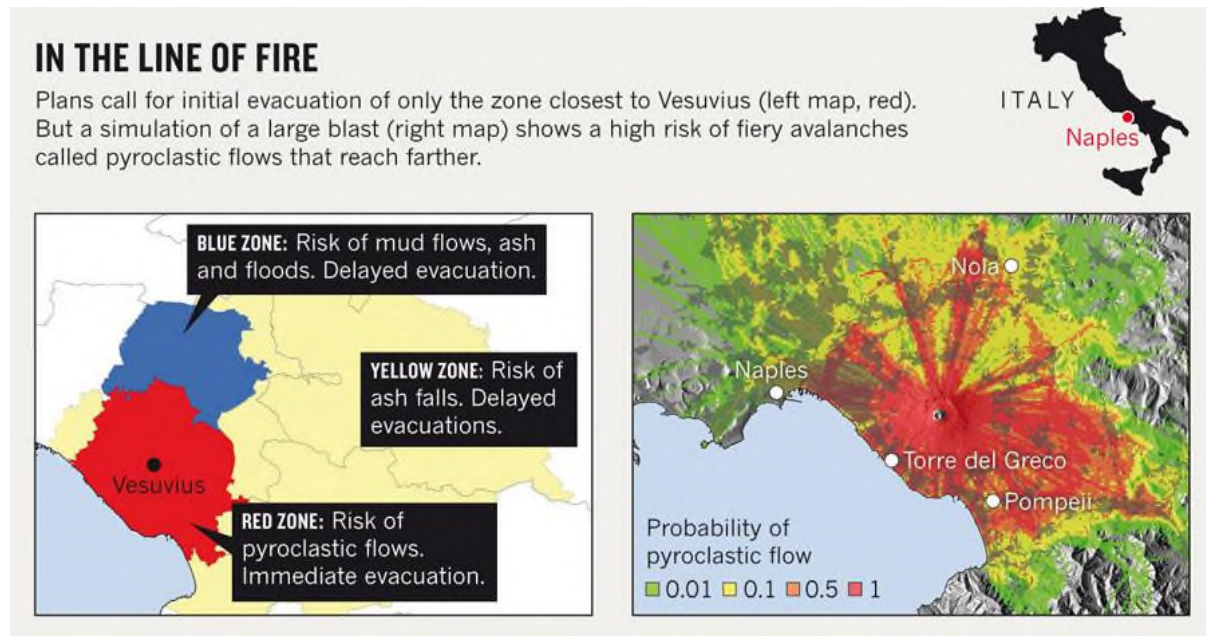 IN THE LINE OF FIRE
Plans call for initial evacuation of only the zone closest to Vesuvius (left map, red).
But a simulation of a large blast (right map) shows a high risk of fiery avalanches
called pyroclastic flows that reach farther.
ITALY
Naples
BLUE ZONE: Risk of mud flows, ash
and floods. Delayed evacuation.
YELLOW ZONE: Risk of
ash falls. Delayed
evacuations.
Vesuvius
RED ZONE: Risk of
pyroclastic flows.
Immediate evacuation.
Nola
Naples
Torre del Greco
Pompeii
Probability of
pyroclastic flow
0.01 0.1 0.5 1